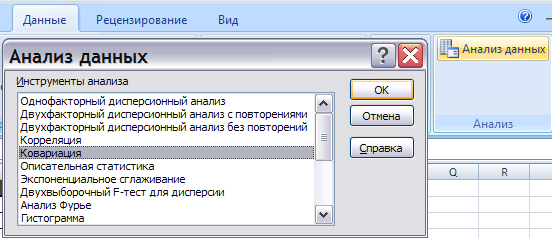 Данные Рецензирование Вид
Анализ данных
Анализ данных
Инструменты анализа
Однофакторный дисперсионный анализ
Двухфакторный дисперсионный анализ с повторениями
Двухфакторный дисперсионный анализ без повторений
Корреляция
Ковариация
Описательная статистика
Экспоненциальное сглаживание
Двухвыборочный F-тест для дисперсии
Анализ Фурье
Гистограмма
OK
Отмена
Справка
Анализ
Q R